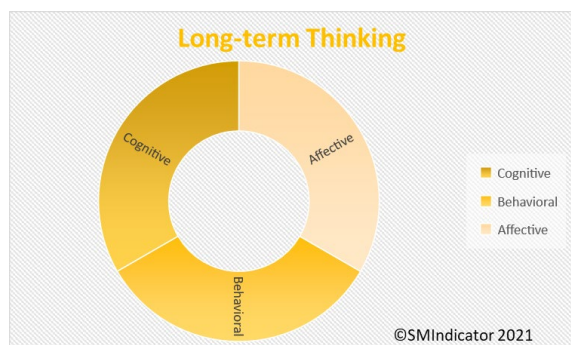 Long-term Thinking
Cognitive
Affective
Behavioral
Cognitive
Behavioral
Affective
©SMIndicator 2021